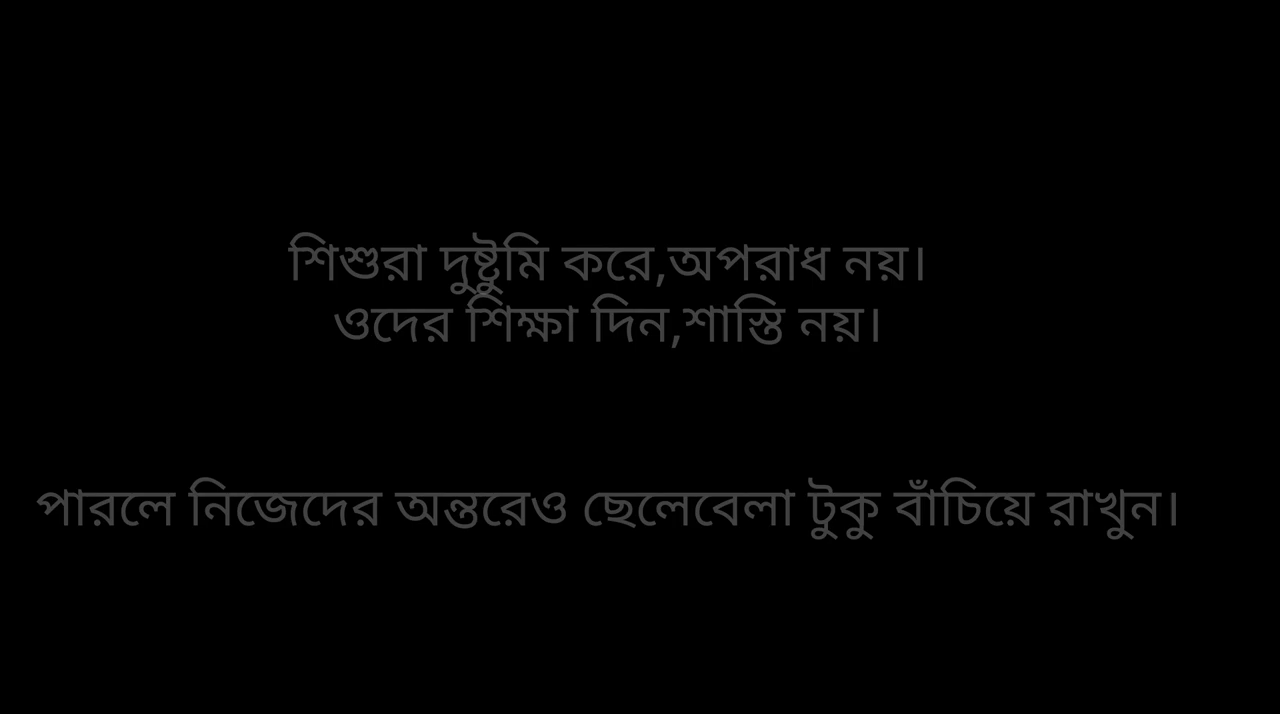 শিশুরা দুষ্টুমি করে,অপরাধ নয়।
ওদের শিক্ষা দিন,শাস্তি নয়।
পারলে নিজেদের অন্তরেও ছেলেবেলা টুকু বাঁচিয়ে রাখুন।